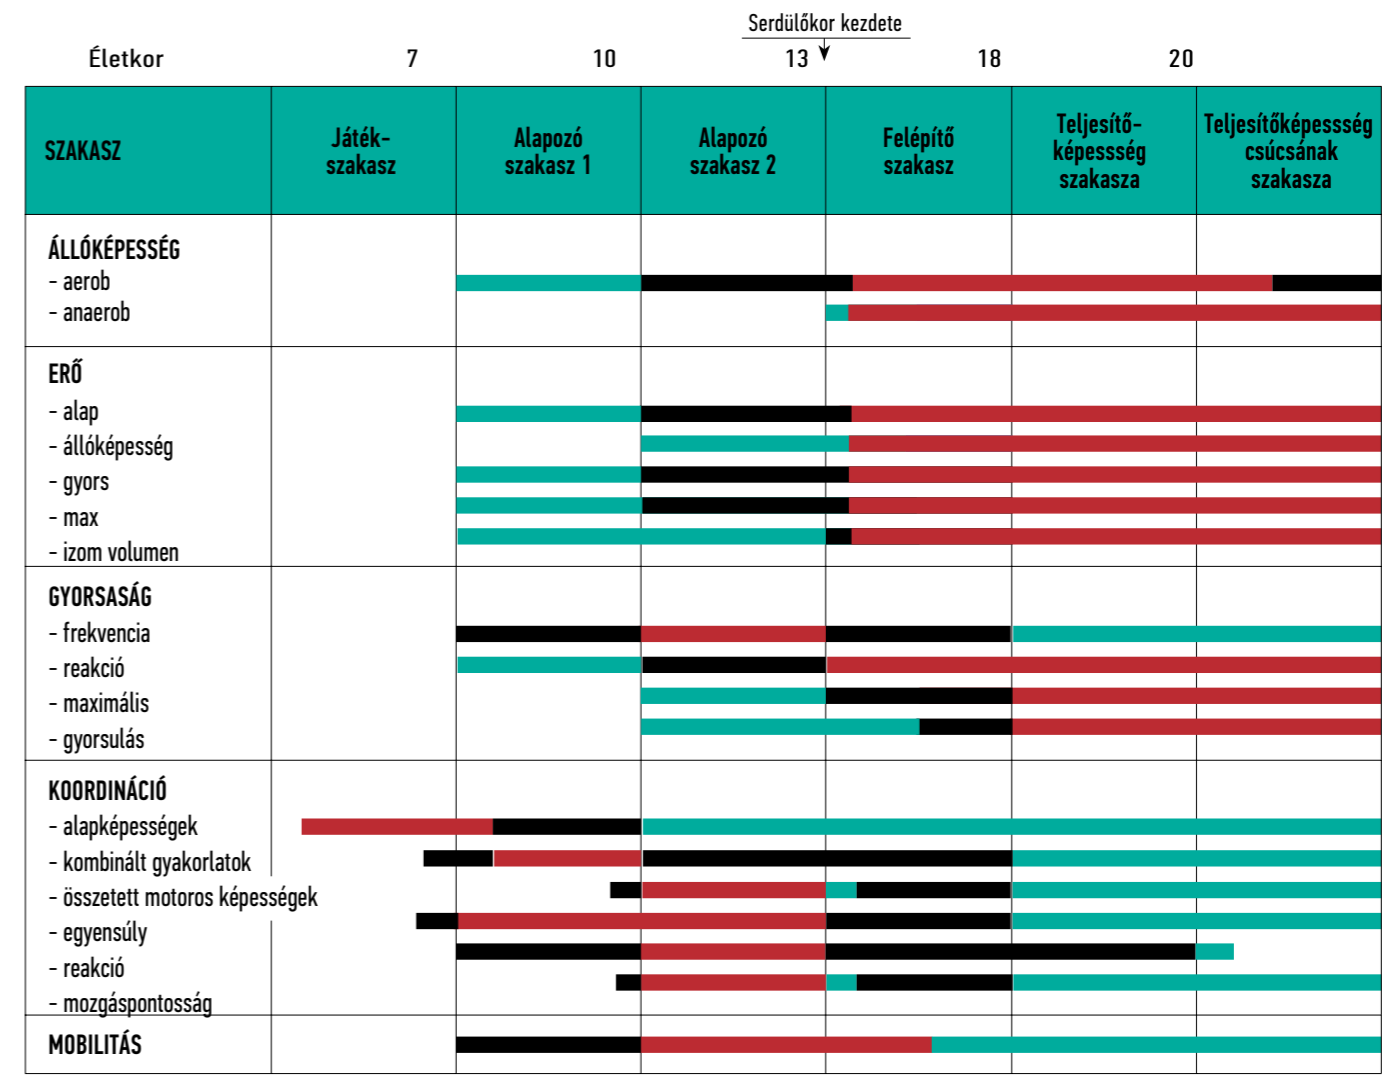 Serdülőkor kezdete
Életkor 7 10 13 18 20
SZAKASZ
Játék-
szakasz
Alapozó
szakasz 1
Alapozó
szakasz 2
Felépítő
szakasz
Teljesítő-
képessség
szakasza
Teljesítőképessség
csúcsának
szakasza
ÁLLÓKÉPESSÉG
- aerob
- anaerob
ERŐ
- alap
- állóképesség
- gyors
- max
- izom volumen
GYORSASÁG
- frekvencia
- reakció
- maximális
- gyorsulás
KOORDINÁCIÓ
- alapképességek
- kombinált gyakorlatok
- összetett motoros képességek
- egyensúly
- reakció
- mozgáspontosság
MOBILITÁS